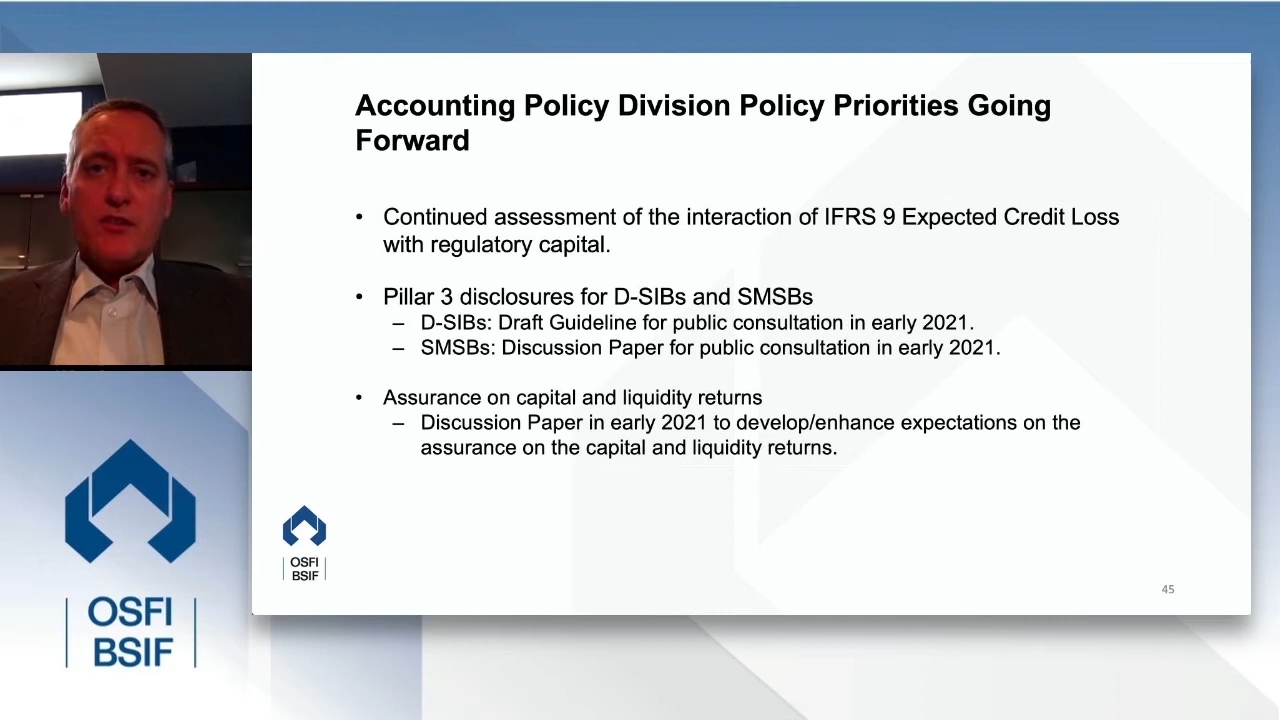 Accounting Policy Division Policy Priorities Going
Forward
• Continued assessment of the interaction of IFRS 9 Expected Credit Loss
with regulatory capital.
• Pillar 3 disclosures for D-SIBs and SMSBs
– D-SIBs: Draft Guideline for public consultation in early 2021.
– SMSBs: Discussion Paper for public consultation in early 2021.
• Assurance on capital and liquidity returns
– Discussion Paper in early 2021 to develop/enhance expectations on the
assurance on the capital and liquidity returns.
OSFI
BSIF
45
OSFI
BSIF